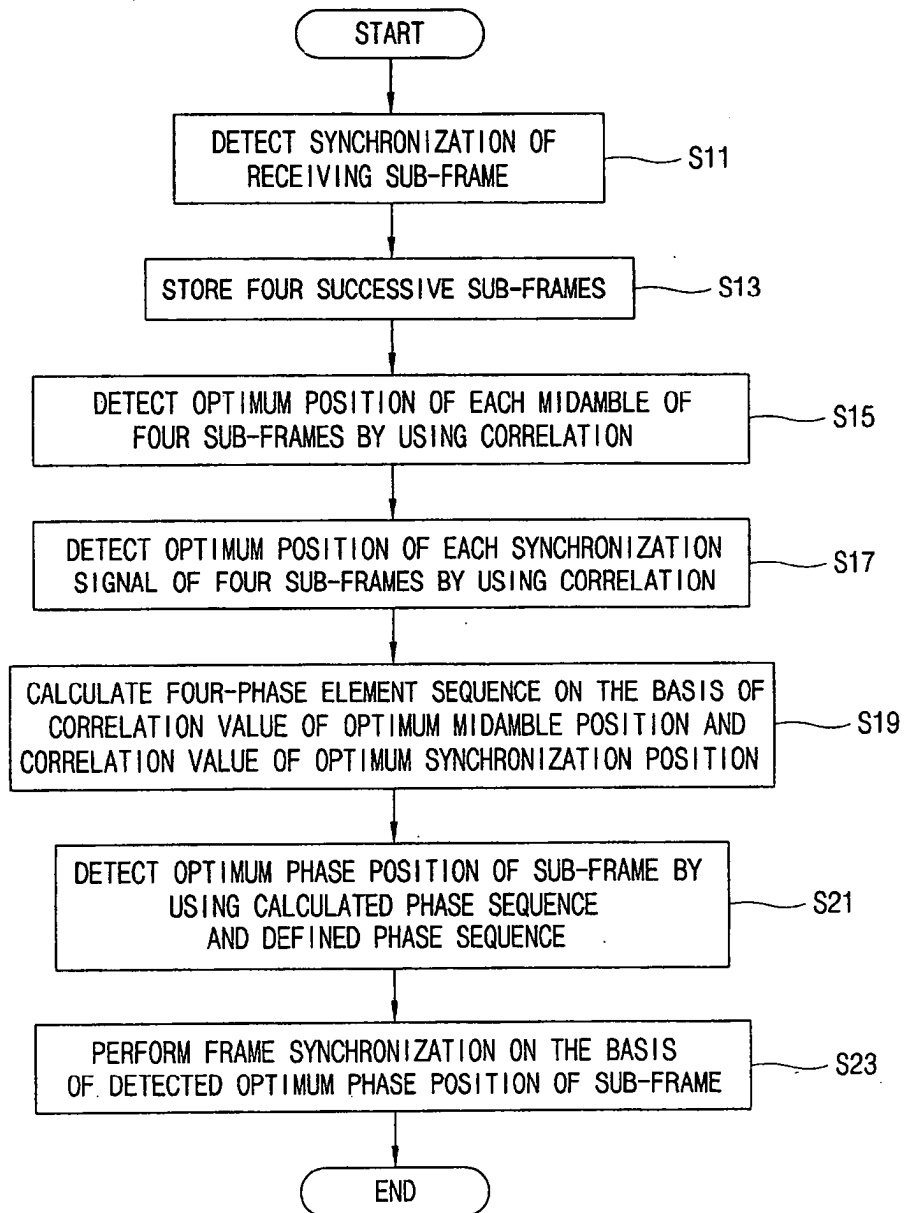 START
DETECT SYNCHRONIZATION OF
RECEIVING SUB-FRAME
S11
STORE FOUR SUCCESSIVE SUB-FRAMES
S13
DETECT OPTIMUM POSITION OF EACH MIDAMBLE OF
FOUR SUB-FRAMES BY USING CORRELATION
S15
DETECT OPTIMUM POSITION OF EACH SYNCHRONIZATION
SIGNAL OF FOUR SUB-FRAMES BY USING CORRELATION
S17
CALCULATE FOUR-PHASE ELEMENT SEQUENCE ON THE BASIS OF
CORRELATION VALUE OF OPTIMUM MIDAMBLE POSITION AND
CORRELATION VALUE OF OPTIMUM SYNCHRONIZATION POSITION
S19
DETECT OPTIMUM PHASE POSITION OF SUB-FRAME BY
USING CALCULATED PHASE SEQUENCE
AND DEFINED PHASE SEQUENCE
S21
PERFORM FRAME SYNCHRONIZATION ON THE BASIS
OF DETECTED OPTIMUM PHASE POSITION OF SUB-FRAME
S23
END